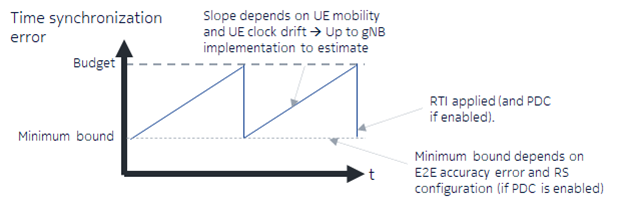 Time synchronization
error
Slope depends on UE mobility
and UE clock drift → Up to gNB
implementation to estimate
Budget
RTI applied (and PDC
if enabled).
Minimum bound
Minimum bound depends on
E2E accuracy error and RS
configuration (if PDC is enabled)
t